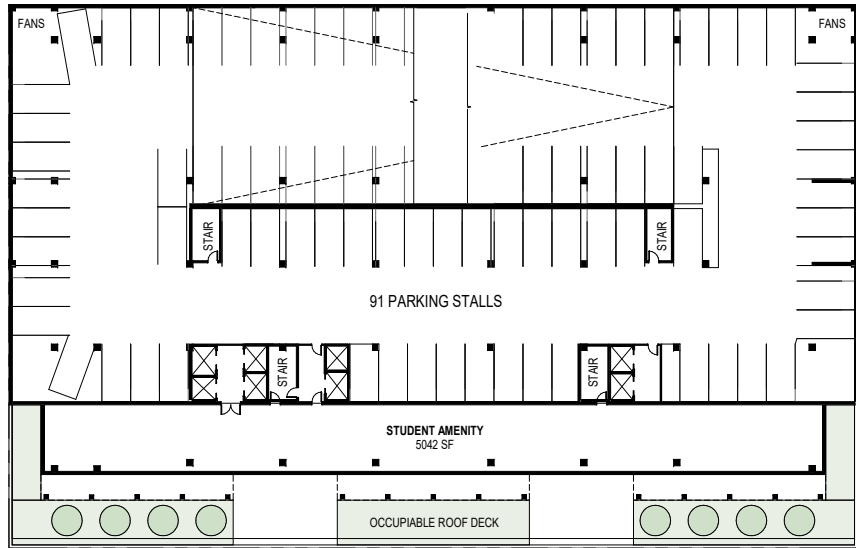 FANS
FANS
STAIR
STAIR
91 PARKING STALLS
STAIR
STAIR
STUDENT AMENITY
5042 SF
OCCUPIABLE ROOF DECK